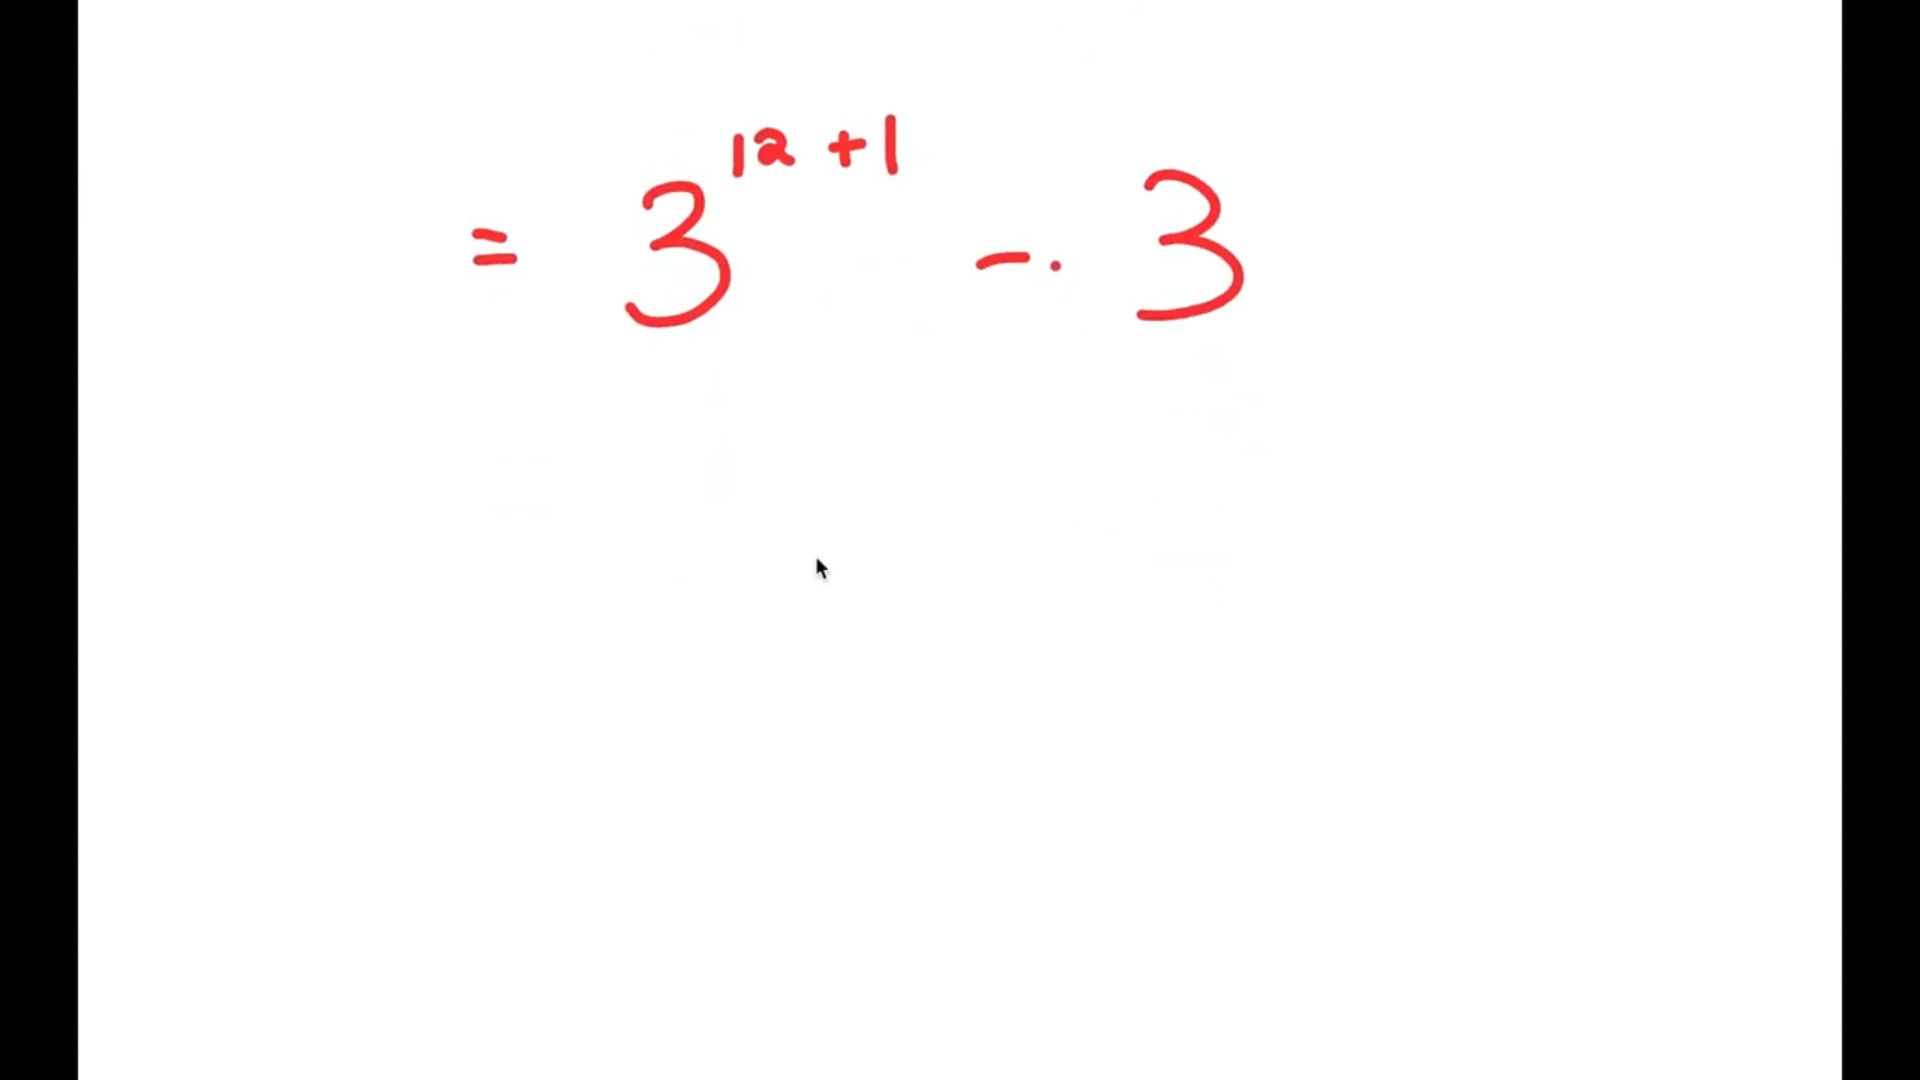 = 3^{12+1} - . 3